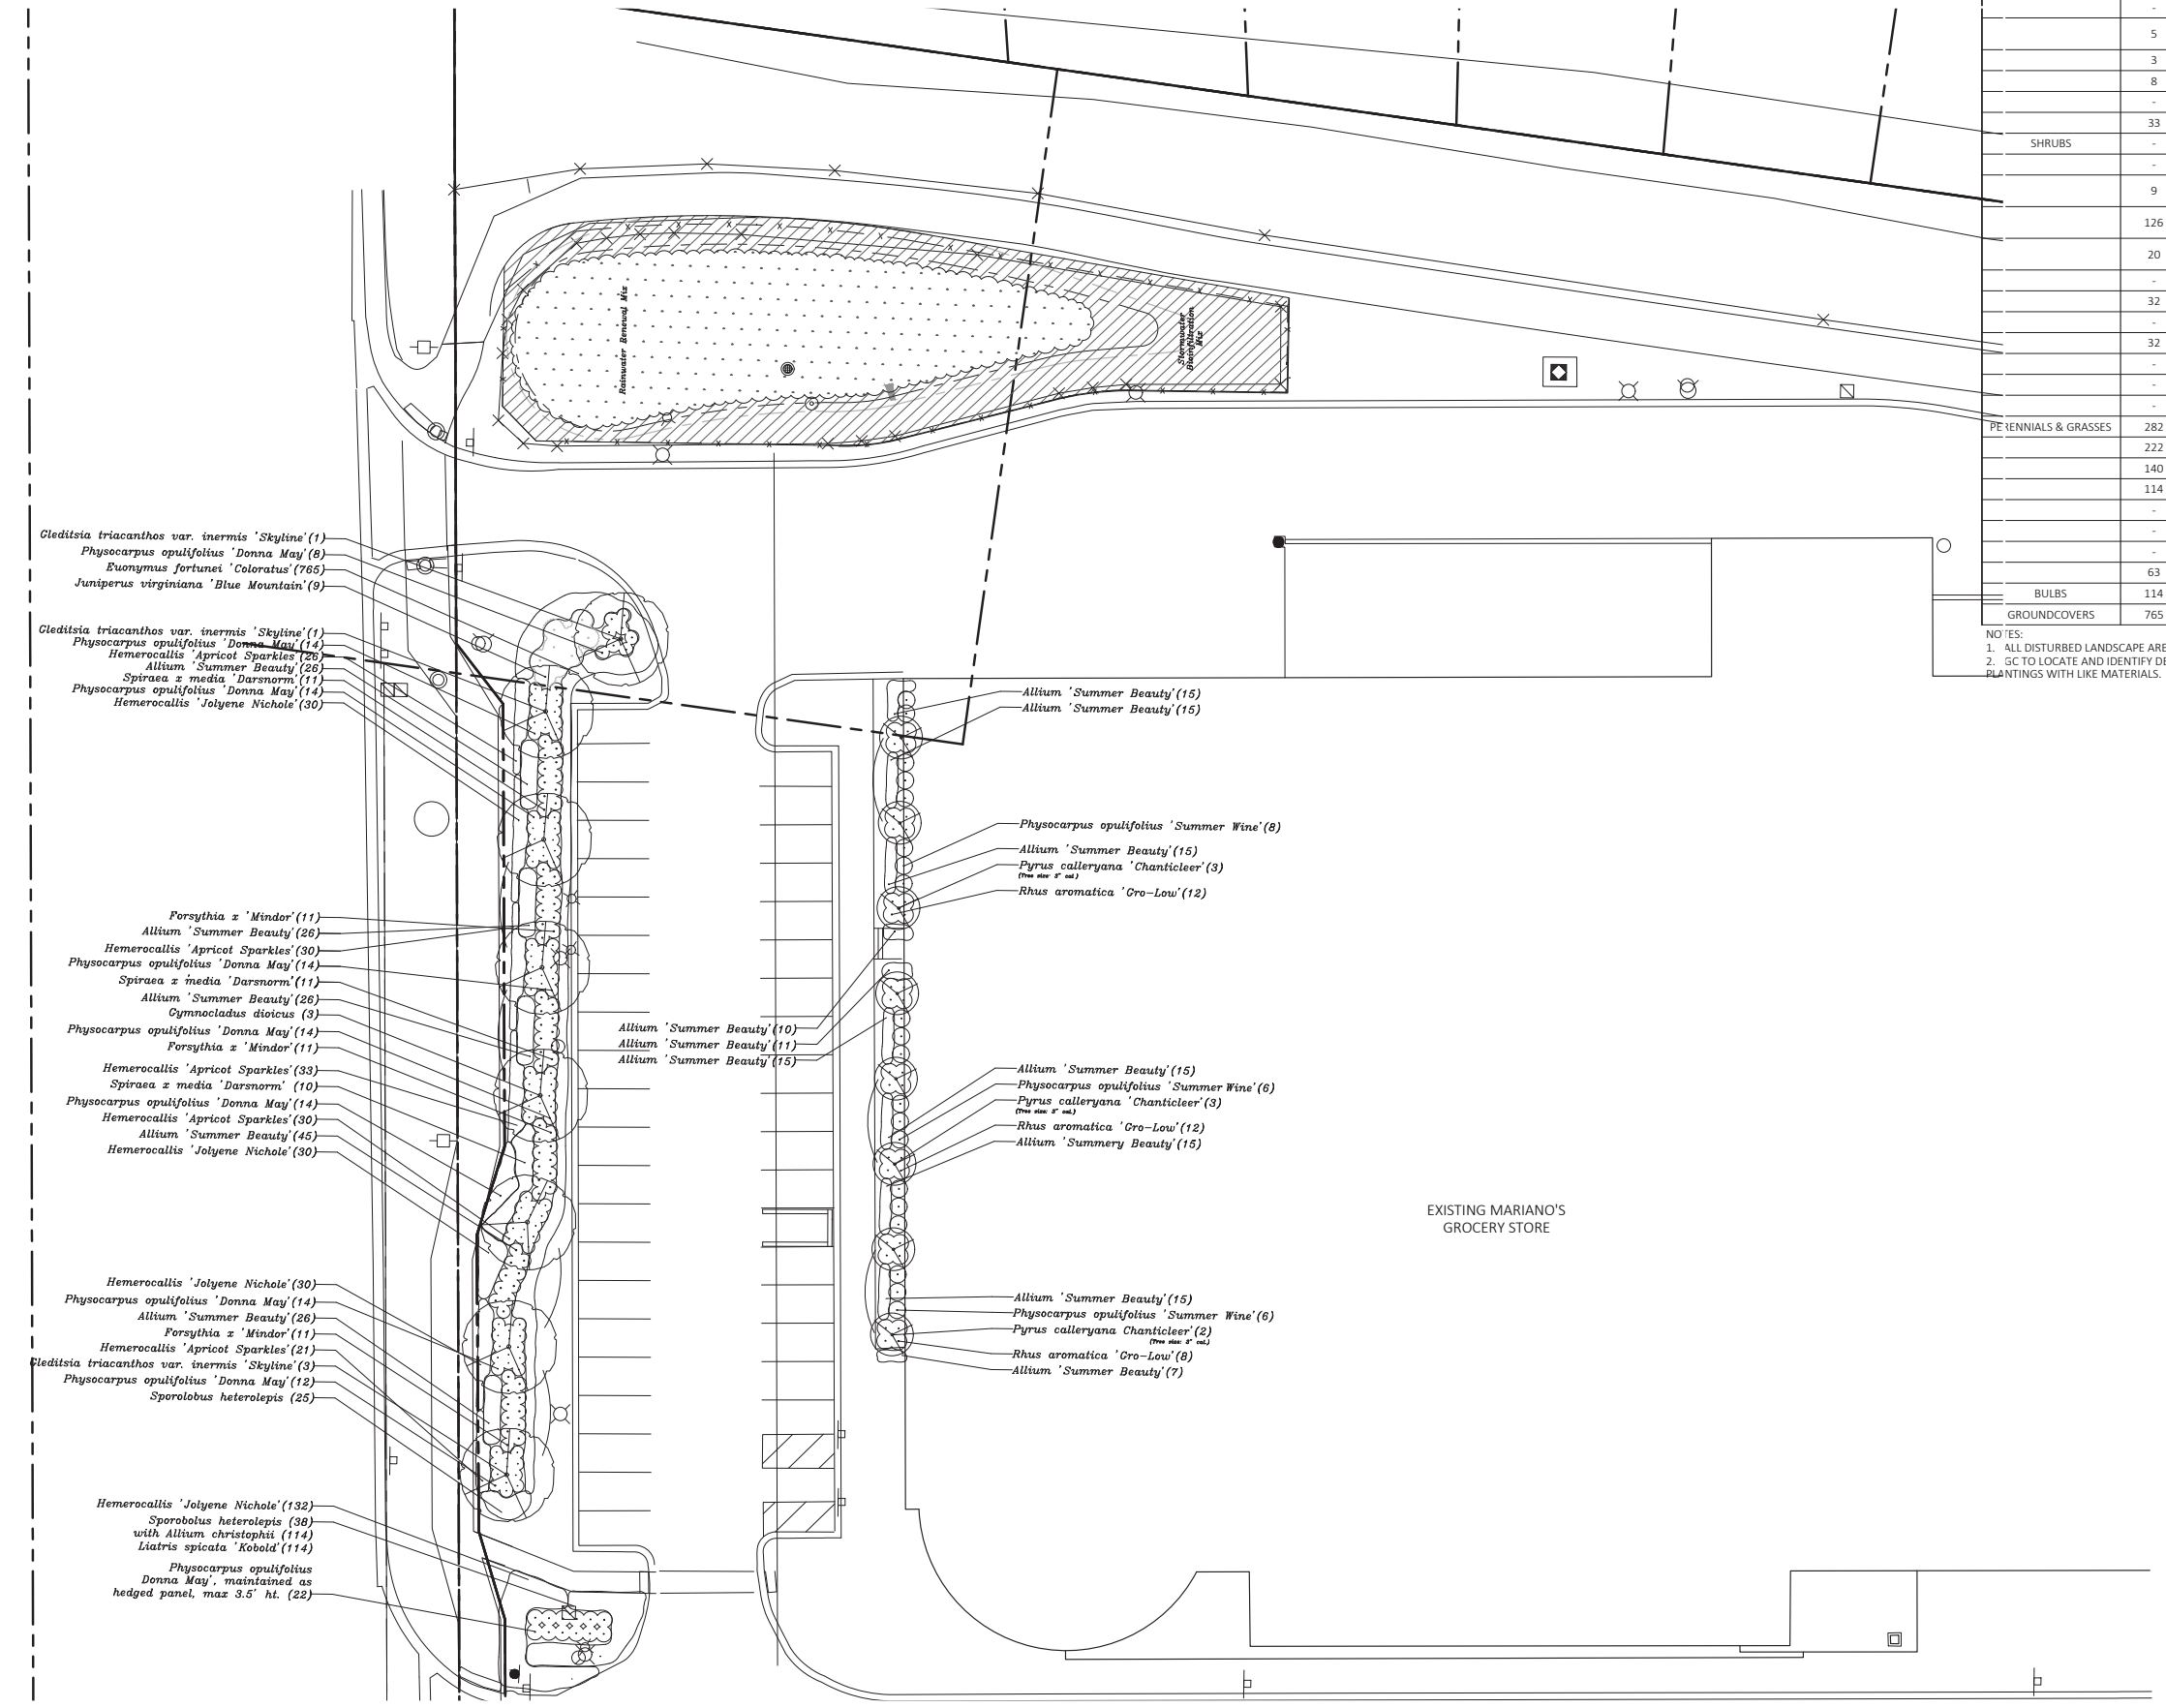 -
5
3
8
-
33
SHRUBS -
-
9
126
20
-
32
-
32
-
-
-
PERENNIALS & GRASSES 282
222
140
114
-
-
-
63
BULBS 114
GROUNDCOVERS 765
NOTES:
1. ALL DISTURBED LANDSCAPE ARE
2. GC TO LOCATE AND IDENTIFY DE
PLANTINGS WITH LIKE MATERIALS.
Rainwater Renewal Mix
Stormwater
Bioinfiltration
Mix
Gleditsia triacanthos var. inermis 'Skyline'(1)
Physocarpus opulifolius 'Donna May'(8)
Euonymus fortunei 'Coloratus'(765)
Juniperus virginiana 'Blue Mountain'(9)
Gleditsia triacanthos var. inermis 'Skyline'(1)
Physocarpus opulifolius 'Donna May'(14)
Hemerocallis 'Apricot Sparkles'(26)
Allium 'Summer Beauty'(26)
Spiraea x media 'Darsnorm'(11)
Physocarpus opulifolius 'Donna May'(14)
Hemerocallis 'Jolyene Nichole'(30)
Forsythia x 'Mindor'(11)
Allium 'Summer Beauty'(26)
Hemerocallis 'Apricot Sparkles'(30)
Physocarpus opulifolius 'Donna May'(14)
Spiraea x media 'Darsnorm'(11)
Allium 'Summer Beauty'(26)
Gymnocladus dioicus (3)
Physocarpus opulifolius 'Donna May'(14)
Forsythia x 'Mindor'(11)
Hemerocallis 'Apricot Sparkles'(33)
Spiraea x media 'Darsnorm' (10)
Physocarpus opulifolius 'Donna May'(14)
Hemerocallis 'Apricot Sparkles'(30)
Allium 'Summer Beauty'(45)
Hemerocallis 'Jolyene Nichole'(30)
Hemerocallis 'Jolyene Nichole'(30)
Physocarpus opulifolius 'Donna May'(14)
Allium 'Summer Beauty'(26)
Forsythia x 'Mindor'(11)
Hemerocallis 'Apricot Sparkles'(21)
Gleditsia triacanthos var. inermis 'Skyline'(3)
Physocarpus opulifolius 'Donna May'(12)
Sporolobus heterolepis (25)
Hemerocallis 'Jolyene Nichole'(132)
Sporobolus heterolepis (38)
with Allium christophii (114)
Liatris spicata 'Kobold'(114)
Physocarpus opulifolius
Donna May', maintained as
hedged panel, max 3.5' ht. (22)
Allium 'Summer Beauty'(15)
Allium 'Summer Beauty'(15)
Physocarpus opulifolius 'Summer Wine'(8)
Allium 'Summer Beauty'(15)
Pyrus calleryana 'Chanticleer'(3)
(Tree size: 3" cal.)
Rhus aromatica 'Gro-Low'(12)
Allium 'Summer Beauty'(10)
Allium 'Summer Beauty'(11)
Allium 'Summer Beauty'(15)
Allium 'Summer Beauty'(15)
Physocarpus opulifolius 'Summer Wine'(6)
Pyrus calleryana 'Chanticleer'(3)
(Tree size: 3" cal.)
Rhus aromatica 'Gro-Low'(12)
Allium 'Summery Beauty'(15)
Allium 'Summer Beauty'(15)
Physocarpus opulifolius 'Summer Wine'(6)
Pyrus calleryana Chanticleer'(2)
(Tree size: 3" cal.)
Rhus aromatica 'Gro-Low'(8)
Allium 'Summer Beauty'(7)
EXISTING MARIANO'S
GROCERY STORE